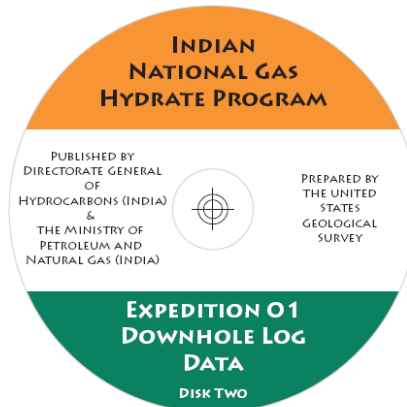 Indian
National Gas
Hydrate Program
Published by
Directorate General
of
Hydrocarbons (India)
&
the Ministry of
Petroleum and
Natural Gas (India)
Prepared by
the United
States
Geological
Survey
Expedition 01
Downhole Log
Data
Disk Two